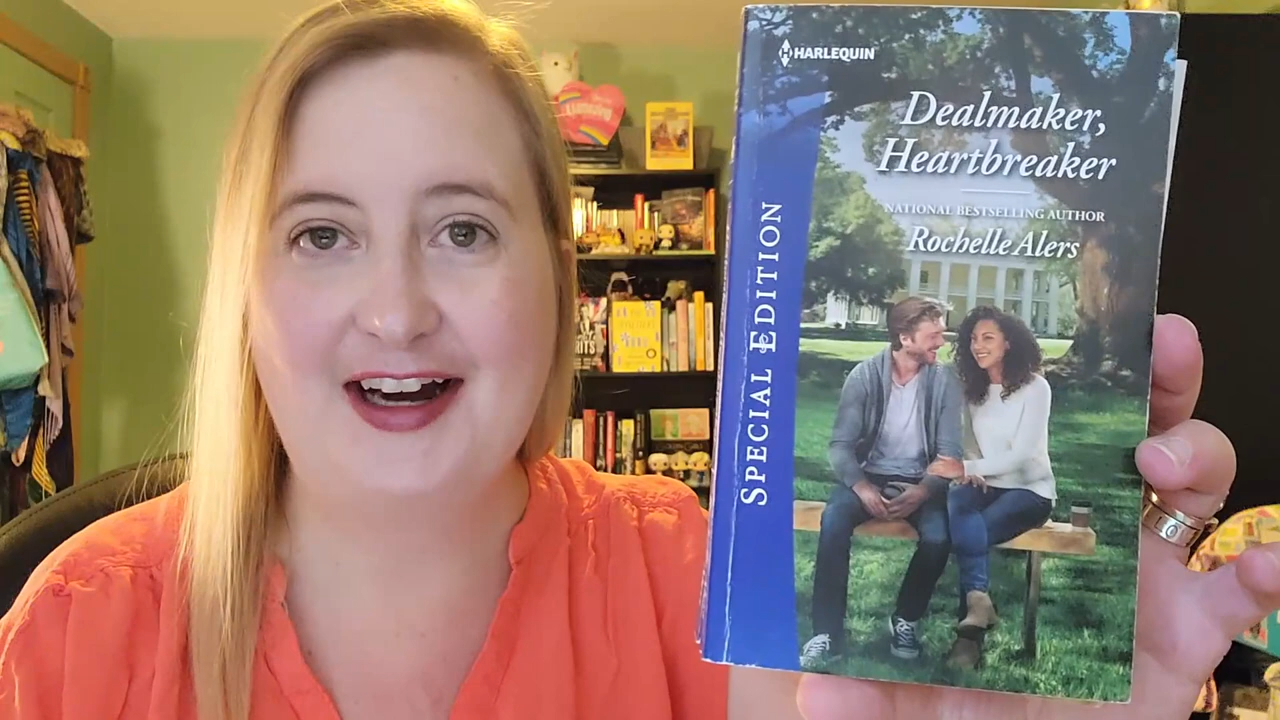 HARLEQUIN
Dealmaker,
Heartbreaker
NATIONAL BESTSELLING AUTHOR
Rochelle Alers
SPECIAL EDITION